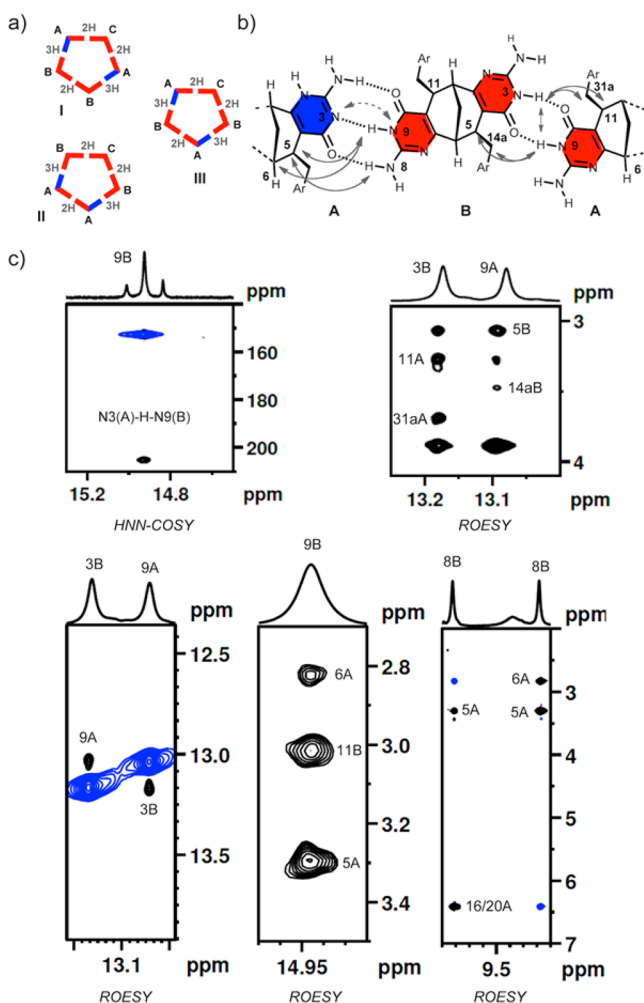 a)
A
C
3H
2H
B
A
2H
3H
B
I
B
C
2H
2H
A
B
3H
3H
A
II
A
C
2H
3H
2H
B
B
2H
3H
A
III
b)
Ar
H
H
N
H
N
11
N
H
N
3
N
O
O
N
9
H
N
N
H
N
8
H
5
6
H
Ar
A
H
N
H
N
N
3
H
O
5
14a
Ar
B
31a
Ar
11
O
H
N
9
N
H
N
H
6
H
A
c)
9B
ppm
160
180
200
N3(A)-H-N9(B)
15.2
14.8
ppm
HNN-COSY
3B
9A
ppm
3
5B
11A
14aB
31aA
4
13.2
13.1
ppm
ROESY
3B
9A
ppm
12.5
9A
13.0
3B
13.5
13.1
ppm
ROESY
9B
ppm
2.8
6A
11B
3.0
3.2
5A
3.4
14.95
ppm
ROESY
8B
8B
ppm
6A
3
5A
5A
4
5
6
16/20A
7
9.5
ppm
ROESY